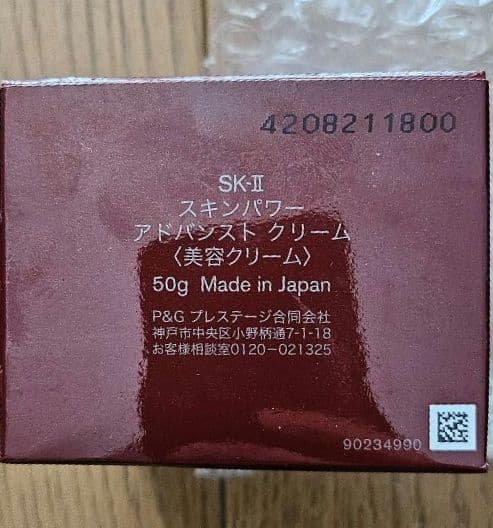 4208211800
SK-II
スキンパワー
アドバンスト クリーム
〈美容クリーム〉
50g Made in Japan
P&G プレステージ合同会社
神戸市中央区小野柄通7-1-18
お客様相談室0120-021325
90234990